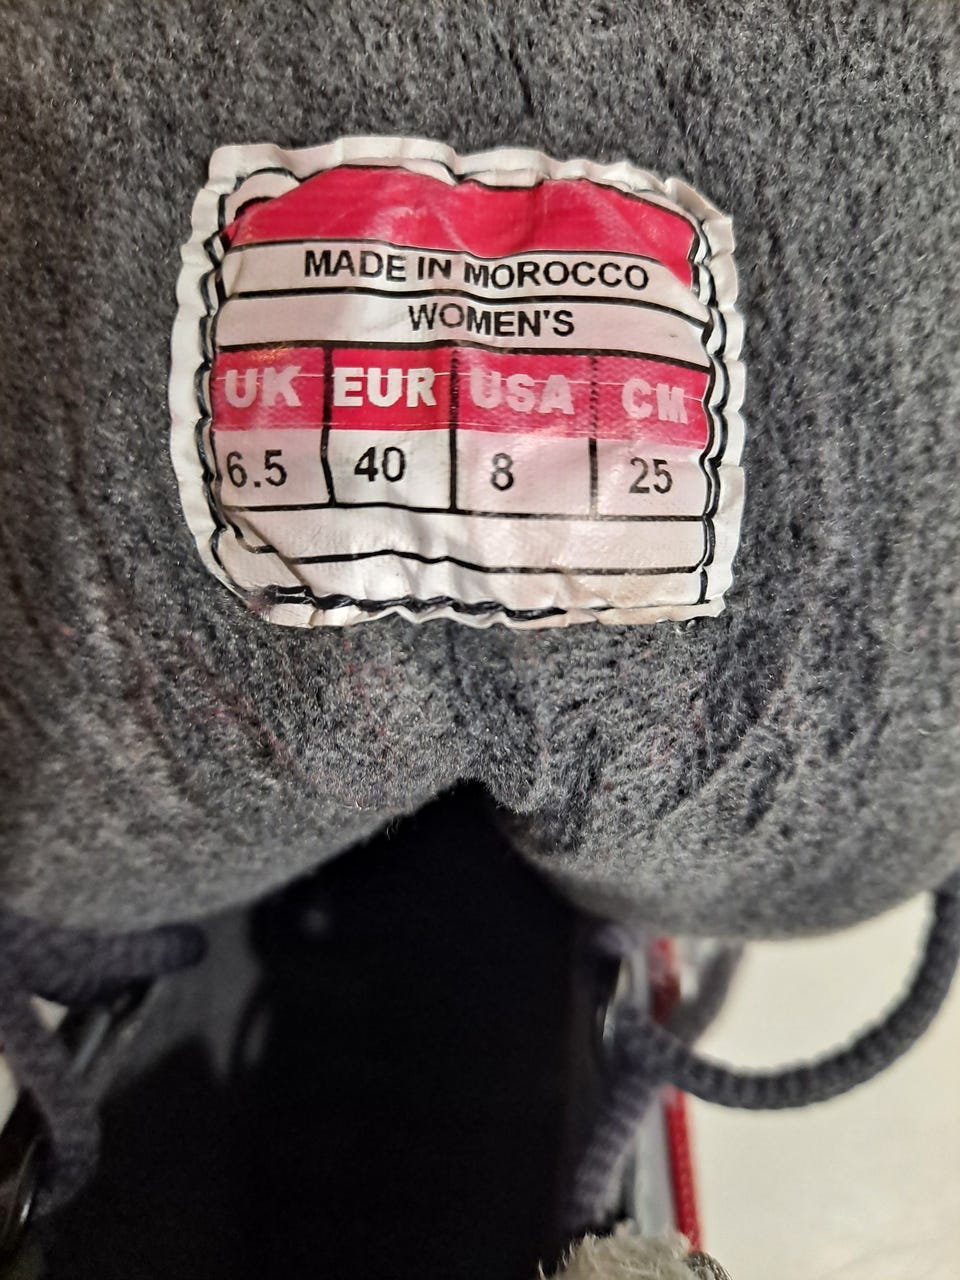 MADE IN MOROCCO
WOMEN'S
UK EUR USA CM
6.5 40 8 25